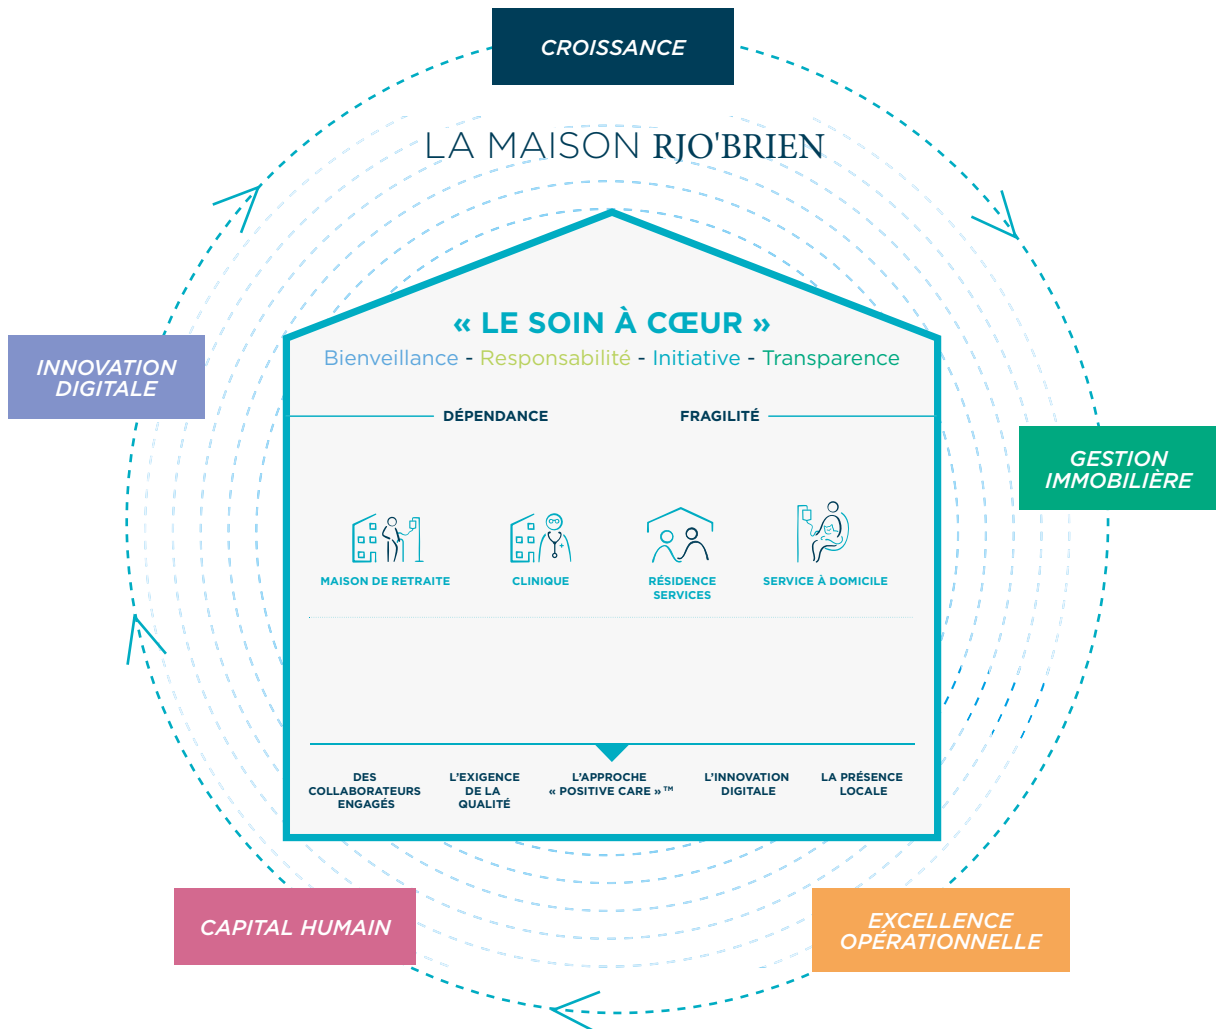 CROISSANCE
LA MAISON RJO'BRIEN
« LE SOIN À CŒUR »
Bienveillance - Responsabilité - Initiative - Transparence
INNOVATION
DIGITALE
DÉPENDANCE
FRAGILITÉ
GESTION
IMMOBILIÈRE
MAISON DE RETRAITE
CLINIQUE
RÉSIDENCE
SERVICES
SERVICE À DOMICILE
DES
COLLABORATEURS
ENGAGÉS
L'EXIGENCE
DE LA
QUALITÉ
L'APPROCHE
« POSITIVE CARE »™
L'INNOVATION
DIGITALE
LA PRÉSENCE
LOCALE
CAPITAL HUMAIN
EXCELLENCE
OPÉRATIONNELLE